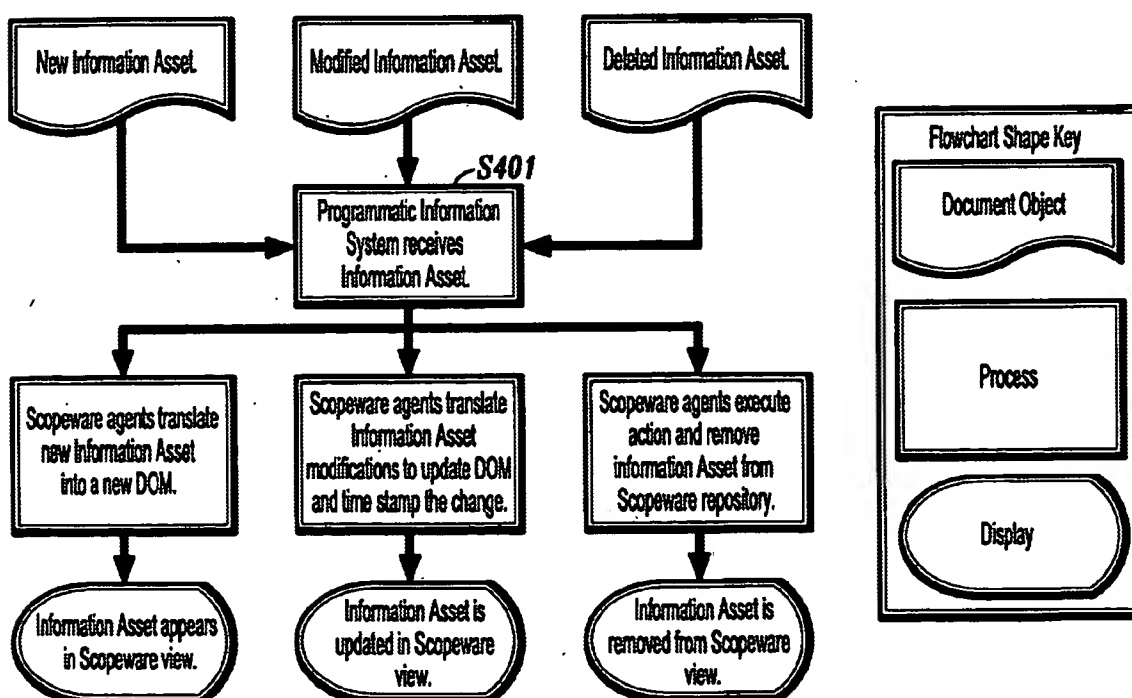 New Information Asset.
Modified Information Asset.
Deleted Information Asset.
S401
Programmatic Information
System receives
Information Asset.
Scopeware agents translate
new Information Asset
into a new DOM.
Scopeware agents translate
Information Asset
modifications to update DOM
and time stamp the change.
Scopeware agents execute
action and remove
information Asset from
Scopeware repository.
Information Asset appears
in Scopeware view.
Information Asset is
updated in Scopeware
view.
Information Asset is
removed from Scopeware
view.
Flowchart Shape Key
Document Object
Process
Display